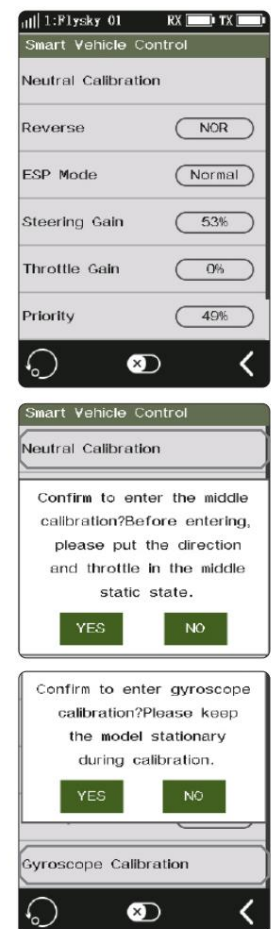 1:Flysky 01 RX TX
Smart Vehicle Control
Neutral Calibration
Reverse NOR
ESP Mode Normal
Steering Gain 53%
Throttle Gain 0%
Priority 49%
Smart Vehicle Control
Neutral Calibration
Confirm to enter the middle
calibration?Before entering,
please put the direction
and throttle in the middle
static state.
YES NO
Confirm to enter gyroscope
calibration?Please keep
the model stationary
during calibration.
YES NO
Gyroscope Calibration